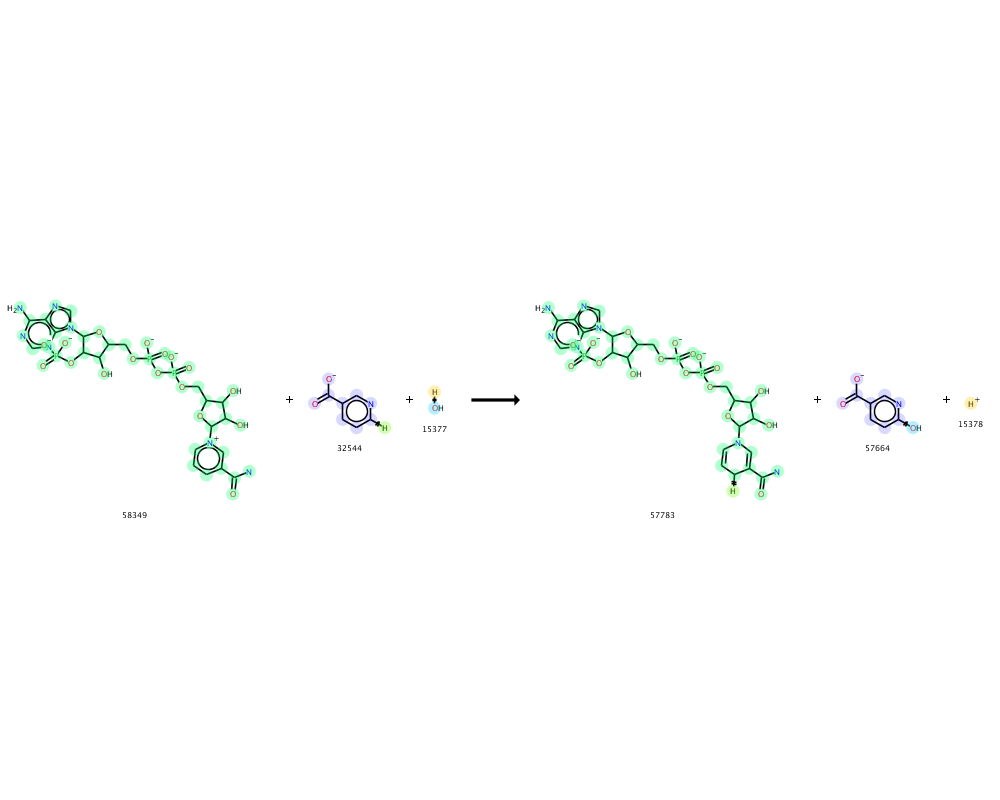 H₂N N N N N N O O⁻ O⁻ P O O OH O O⁻ P O O⁻ P O O O OH OH N⁺ N O
58349
+
O⁻ O N H
32544
+
H OH
15377
H₂N N N N N N O O⁻ O⁻ P O O OH O O⁻ P O O⁻ P O O O OH OH N N O H
57783
+
O⁻ O N OH
57664
+
H⁺
15378